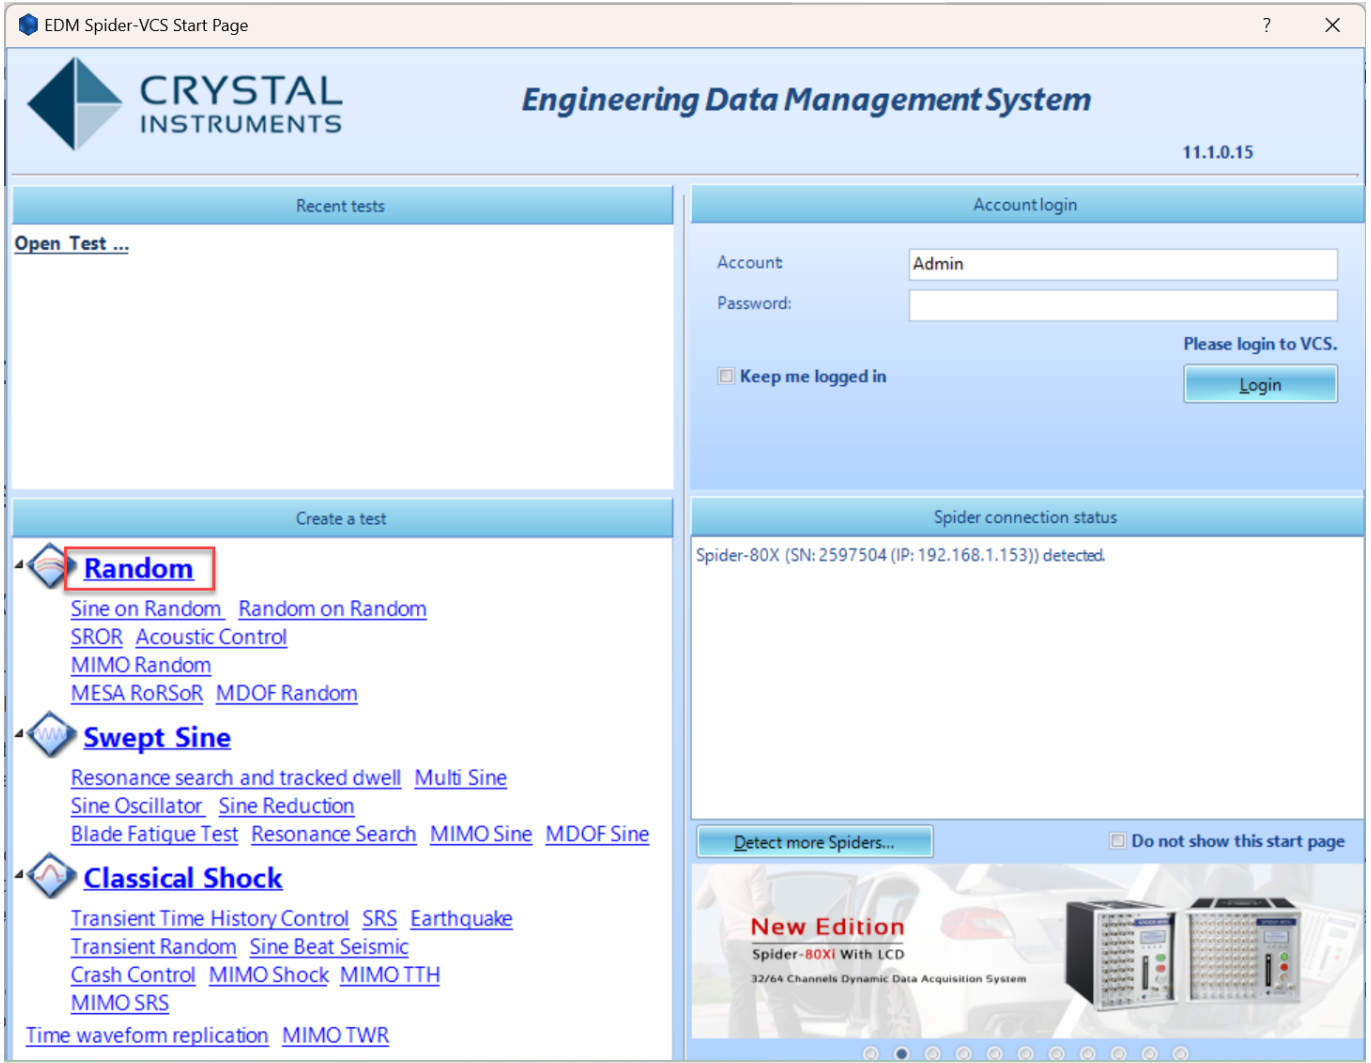 EDM Spider-VCS Start Page
?
CRYSTAL
INSTRUMENTS
Engineering Data Management System
11.1.0.15
Recent tests
Open Test ...
Account login
Account
Admin
Password:
Please login to VCS.
Keep me logged in
Login
Create a test
Random
Sine on Random Random on Random
SROR Acoustic Control
MIMO Random
MESA RoRSoR MDOF Random
Swept Sine
Resonance search and tracked dwell Multi Sine
Sine Oscillator Sine Reduction
Blade Fatique Test Resonance Search MIMO Sine MDOF Sine
Classical Shock
Transient Time History Control SRS Earthquake
Transient Random Sine Beat Seismic
Crash Control MIMO Shock MIMO TTH
MIMO SRS
Time waveform replication MIMO TWR
Spider connection status
Spider-80X (SN: 2597504 (IP: 192.168.1.153)) detected.
Detect more Spiders...
Do not show this start page
New Edition
Spider-80Xi With LCD
32/64 Channels Dynamic Data Acquisition System